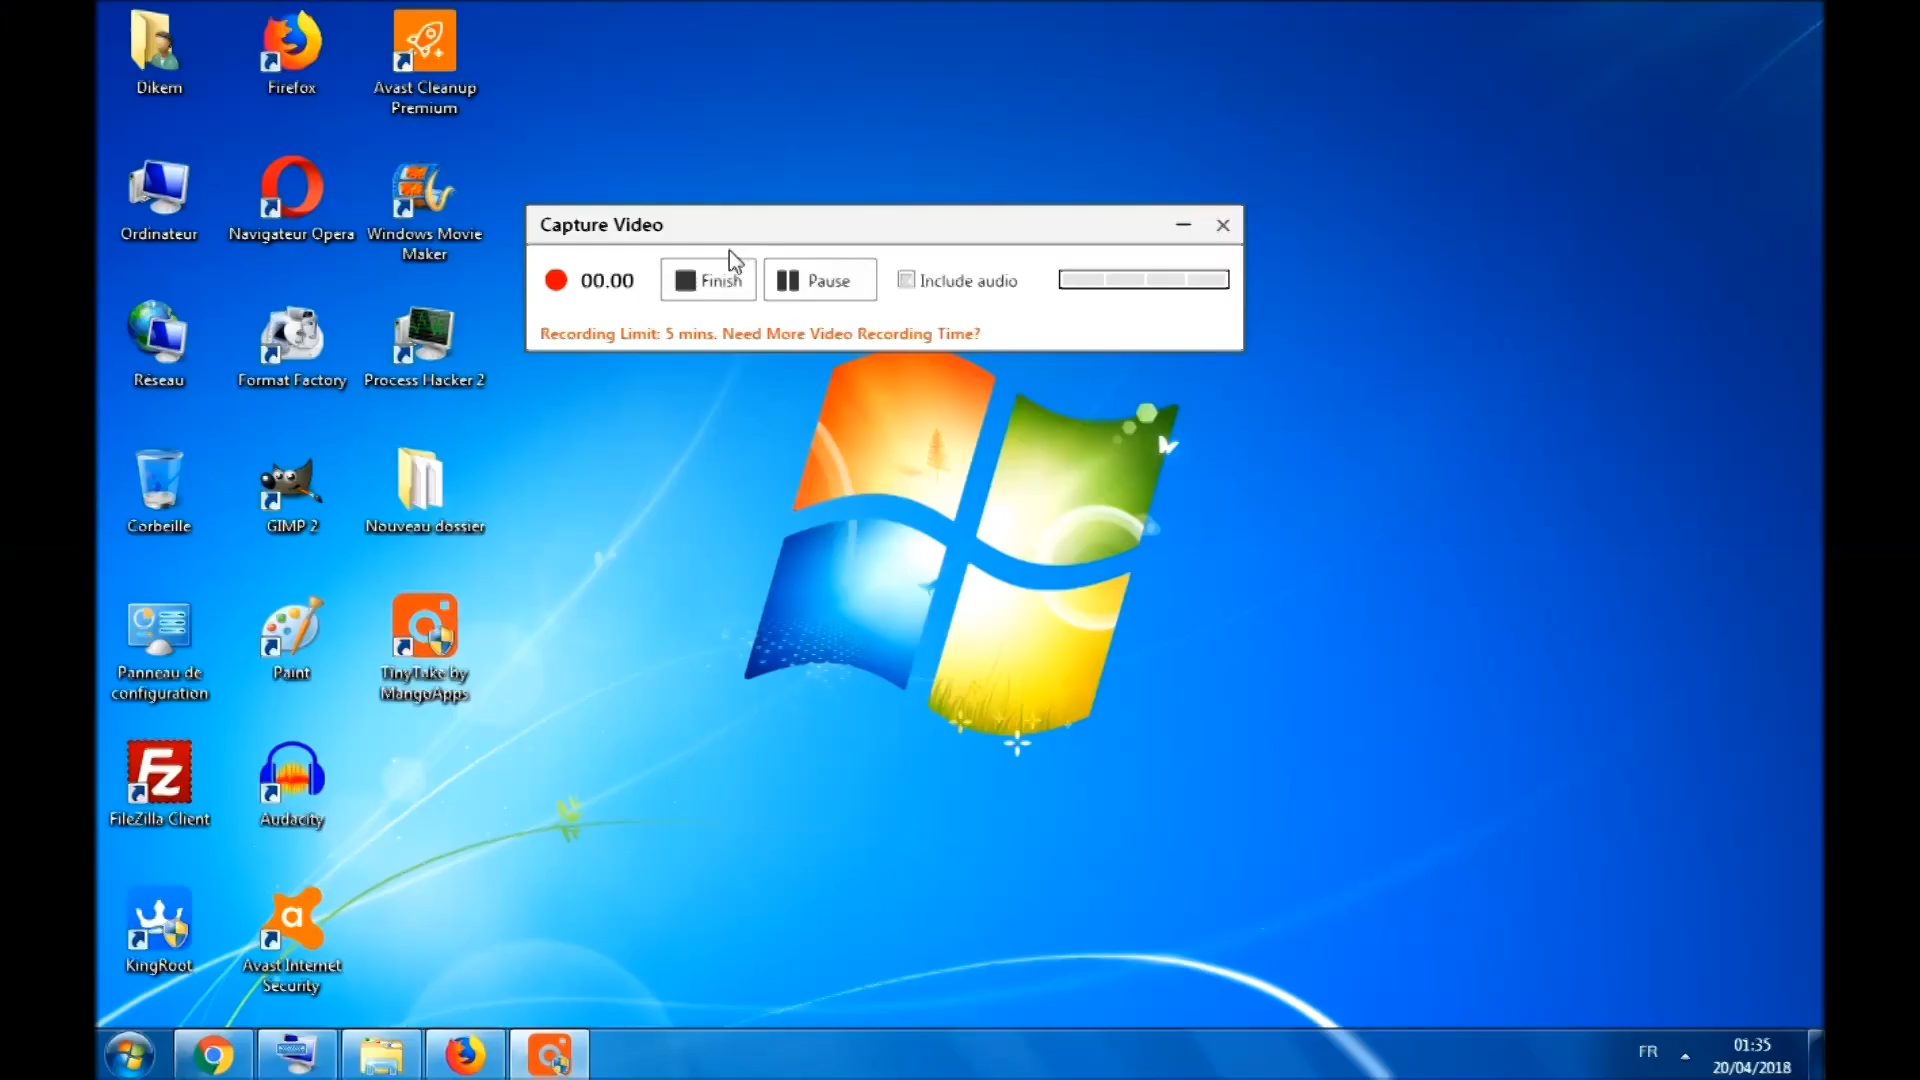 Dikem
Firefox
Avast Cleanup
Premium
Ordinateur
Navigateur Opera
Windows Movie
Maker
Capture Video
00.00
Finish
Pause
Include audio
Recording Limit: 5 mins. Need More Video Recording Time?
Réseau
Format Factory
Process Hacker 2
Corbeille
GIMP 2
Nouveau dossier
Panneau de
configuration
Paint
TinyTake by
MangoApps
FileZilla Client
Audacity
KingRoot
Avast Internet
Security
FR
01:35
20/04/2018